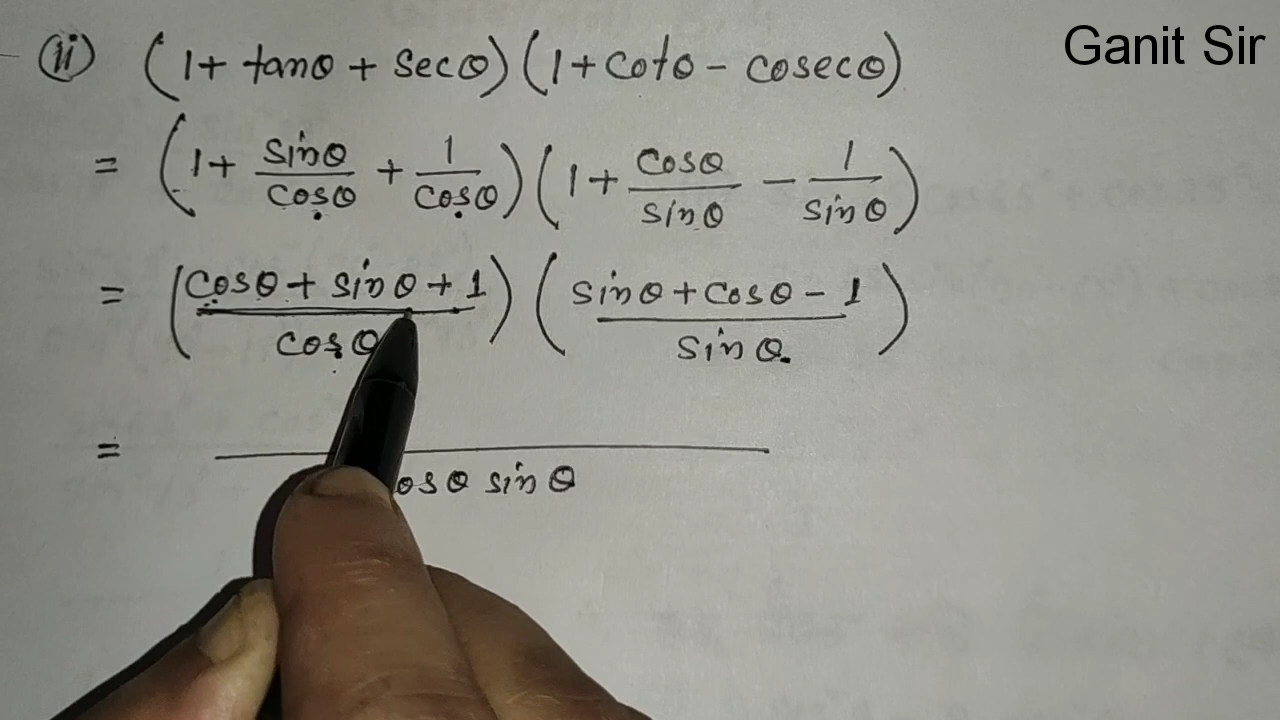 Ganit Sir
(ii) (1 + tanθ + secθ)(1 + cotθ - cosecθ)
= (1 + sinθ/cosθ + 1/cosθ)(1 + cosθ/sinθ - 1/sinθ)
= ((cosθ + sinθ + 1)/cosθ)((sinθ + cosθ - 1)/sinθ)
= /osθ sinθ